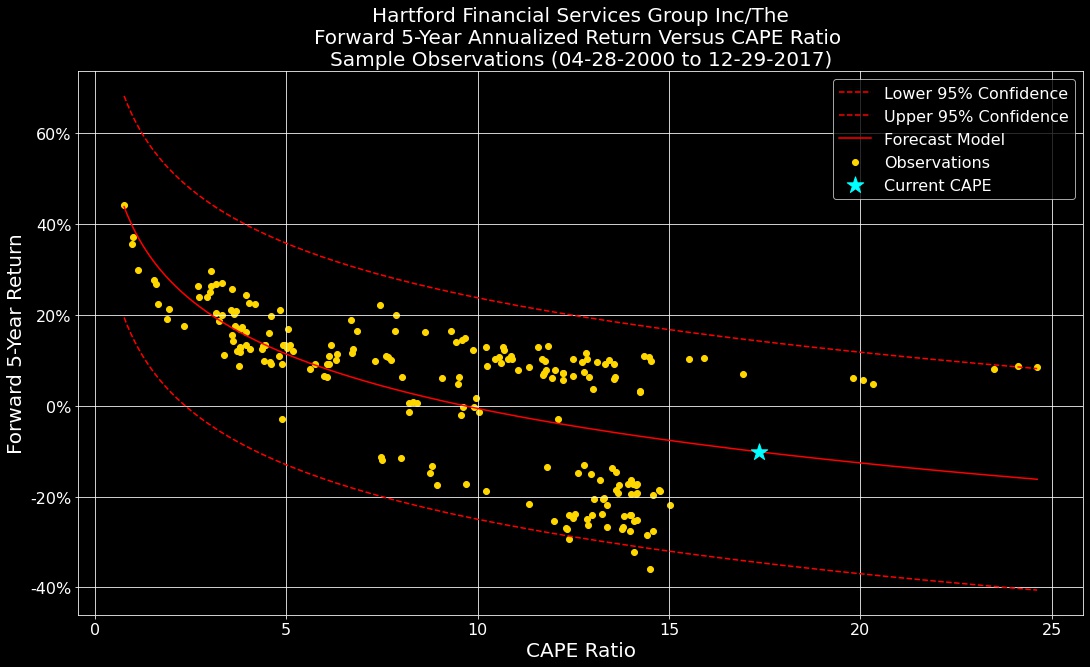 Hartford Financial Services Group Inc/The
Forward 5-Year Annualized Return Versus CAPE Ratio
Sample Observations (04-28-2000 to 12-29-2017)
Lower 95% Confidence
Upper 95% Confidence
Forecast Model
Observations
Current CAPE
Forward 5-Year Return
60%
40%
20%
0%
-20%
-40%
0 5 10 15 20 25
CAPE Ratio